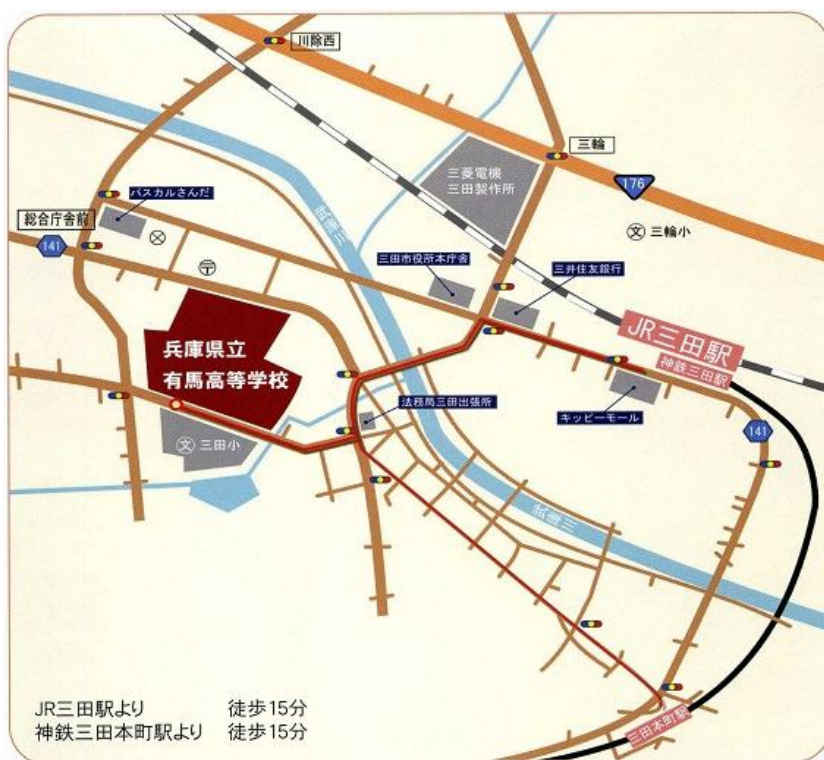 川除西
三輪
三菱電機
三田製作所
176
パスカルさんだ
総合庁舎前
141
武庫川
文 三輪小
三田市役所本庁舎
三井住友銀行
JR三田駅
神鉄三田駅
兵庫県立
有馬高等学校
法務局三田出張所
キッピーモール
141
文 三田小
武庫川
三田本町駅
JR三田駅より 徒歩15分
神鉄三田本町駅より 徒歩15分